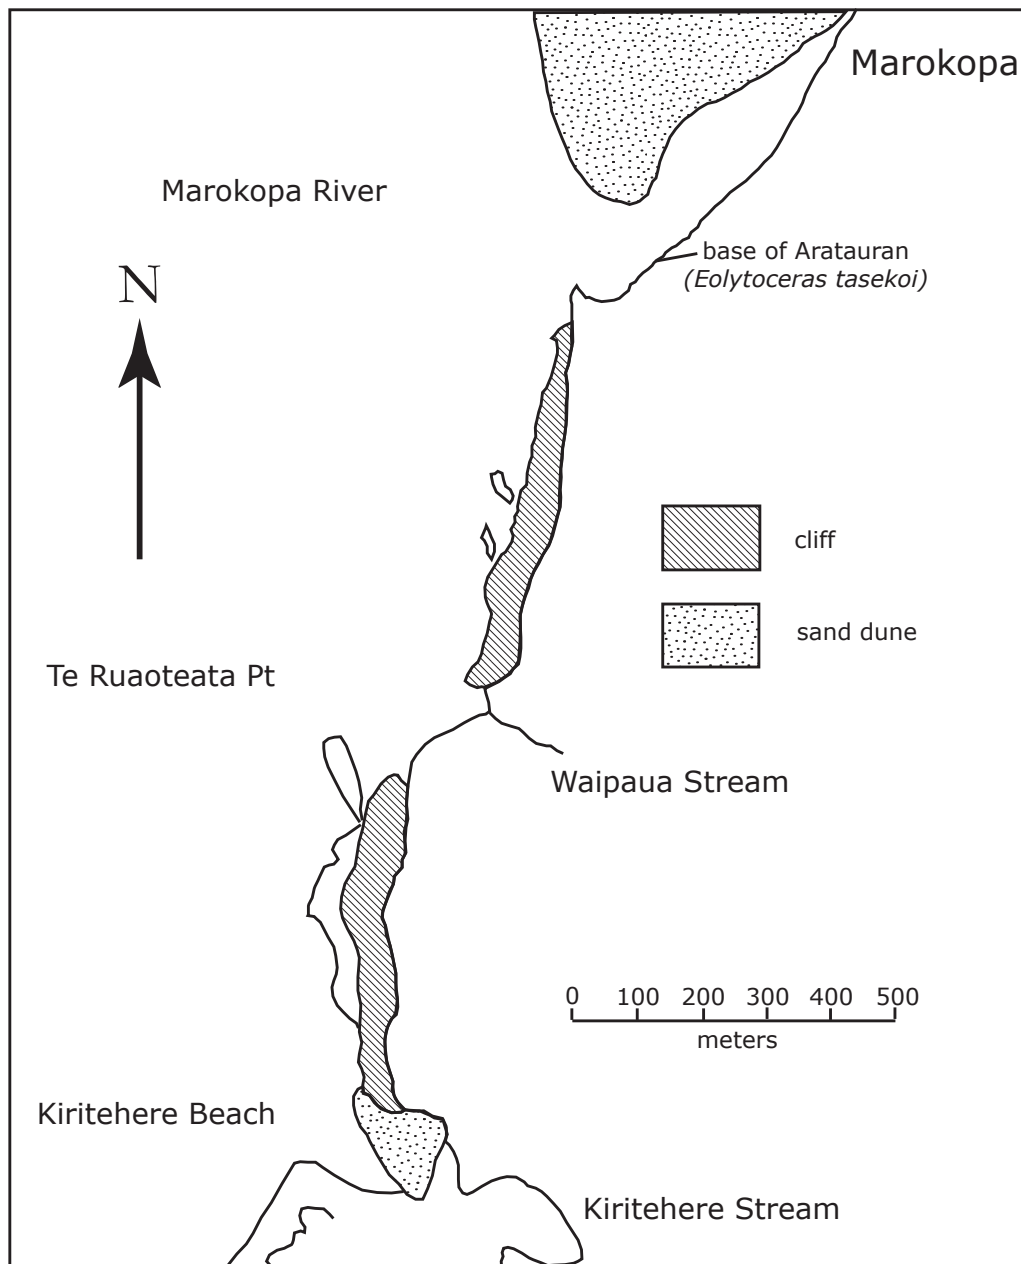 Marokopa
Marokopa River
base of Aratauran
(Eolytoceras tasekoi)
N
cliff
sand dune
Te Ruaoteata Pt
Waipaua Stream
0 100 200 300 400 500
meters
Kiritehere Beach
Kiritehere Stream